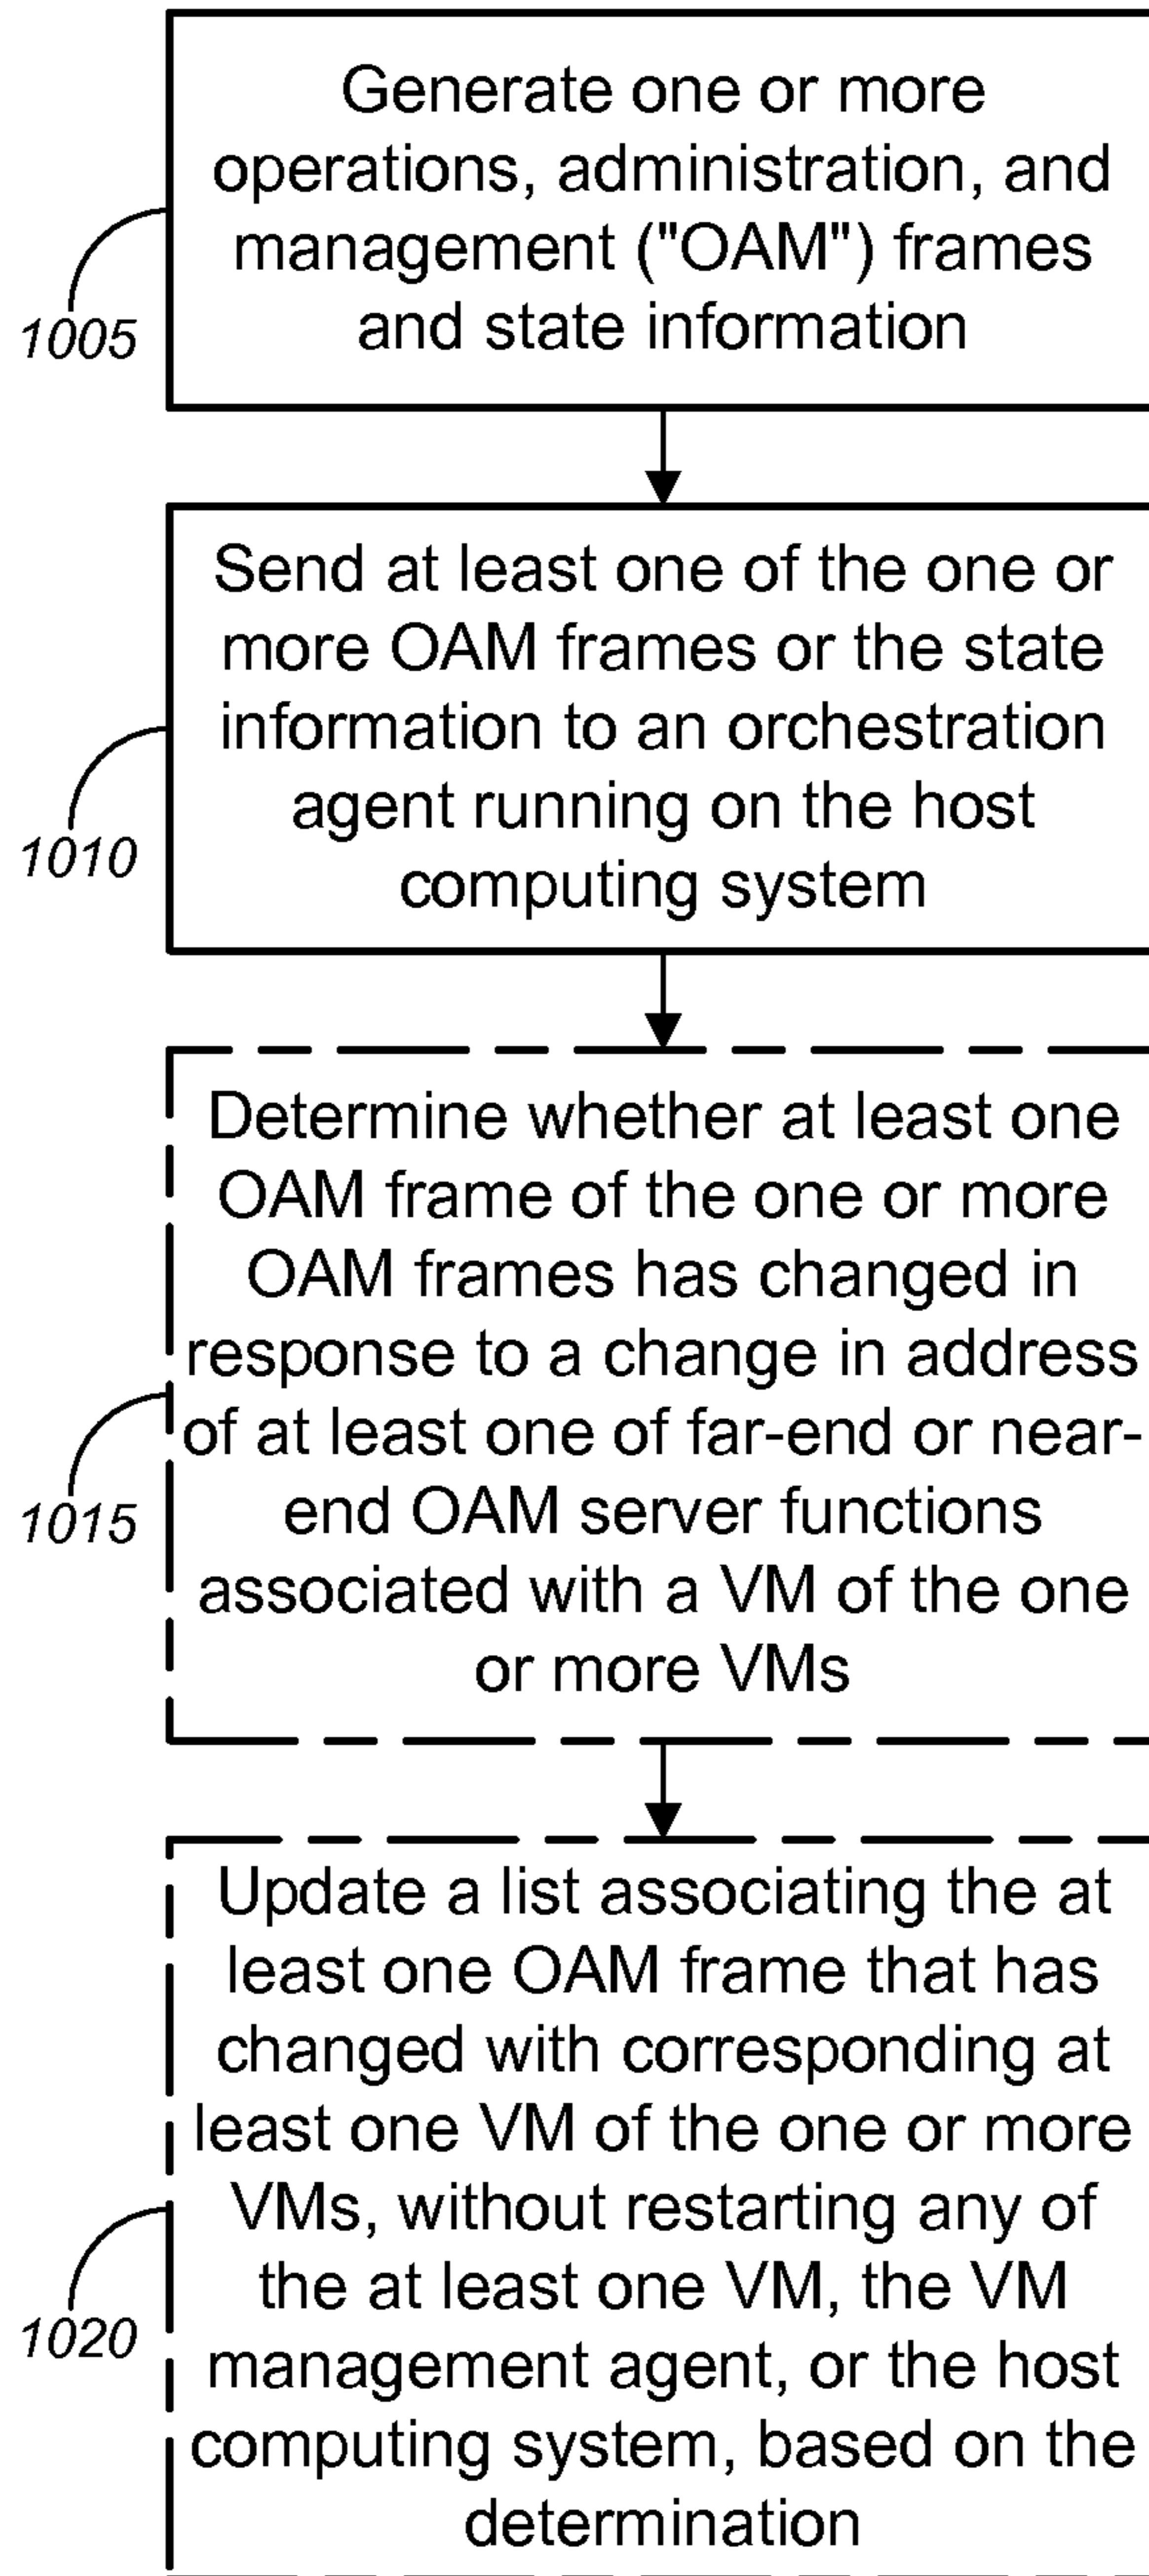 Generate one or more
operations, administration, and
management ("OAM") frames
and state information
1005
Send at least one of the one or
more OAM frames or the state
information to an orchestration
agent running on the host
computing system
1010
Determine whether at least one
OAM frame of the one or more
OAM frames has changed in
response to a change in address
of at least one of far-end or near-
end OAM server functions
associated with a VM of the one
or more VMs
1015
Update a list associating the at
least one OAM frame that has
changed with corresponding at
least one VM of the one or more
VMs, without restarting any of
the at least one VM, the VM
management agent, or the host
computing system, based on the
determination
1020